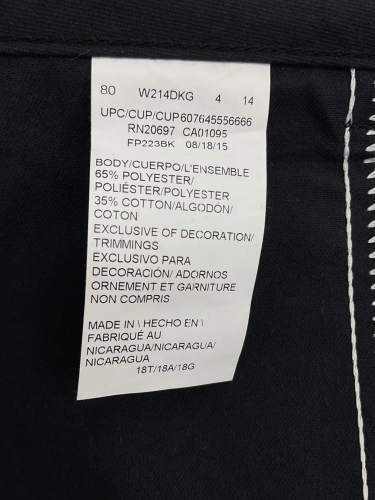 80 W214DKG 4 14
UPC/CUP/CUP607645556666
RN20697 CA01095
FP223BK 08/18/15
BODY/CUERPO/L'ENSEMBLE
65% POLYESTER/
POLIÉSTER/POLYESTER
35% COTTON/ALGODÓN/
COTON
EXCLUSIVE OF DECORATION/
TRIMMINGS
EXCLUSIVO PARA
DECORACIÓN/ ADORNOS
ORNEMENT ET GARNITURE
NON COMPRIS
MADE IN \ HECHO EN \
FABRIQUÉ AU
NICARAGUA/NICARAGUA/
NICARAGUA
18T/18A/18G